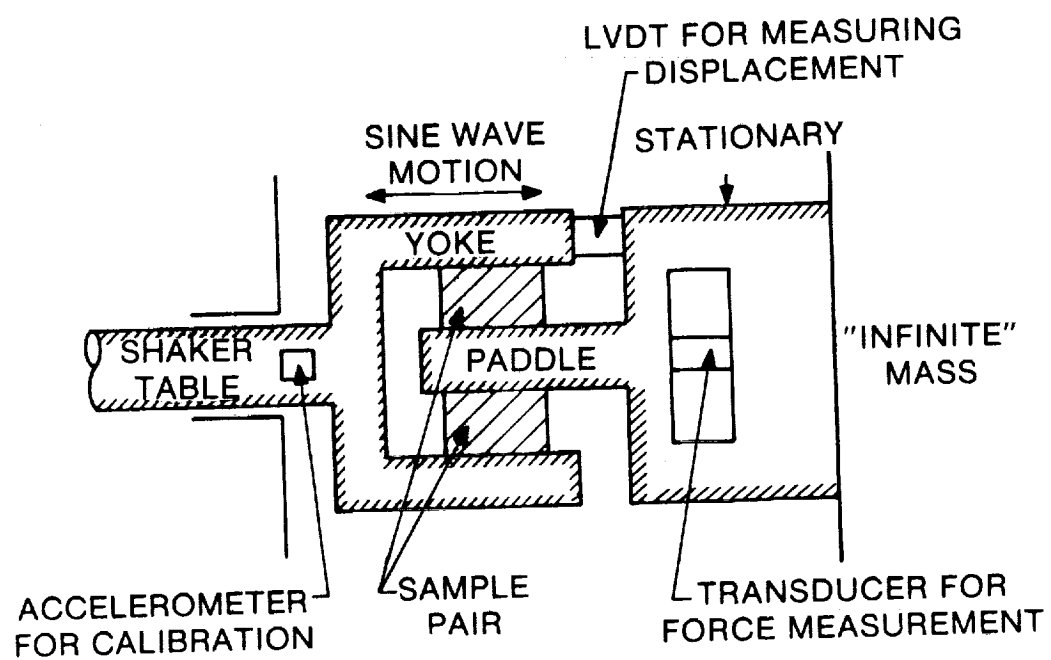 LVDT FOR MEASURING
DISPLACEMENT
SINE WAVE
MOTION
STATIONARY
YOKE
SHAKER
TABLE
PADDLE
"INFINITE"
MASS
ACCELEROMETER
FOR CALIBRATION
SAMPLE
PAIR
TRANSDUCER FOR
FORCE MEASUREMENT